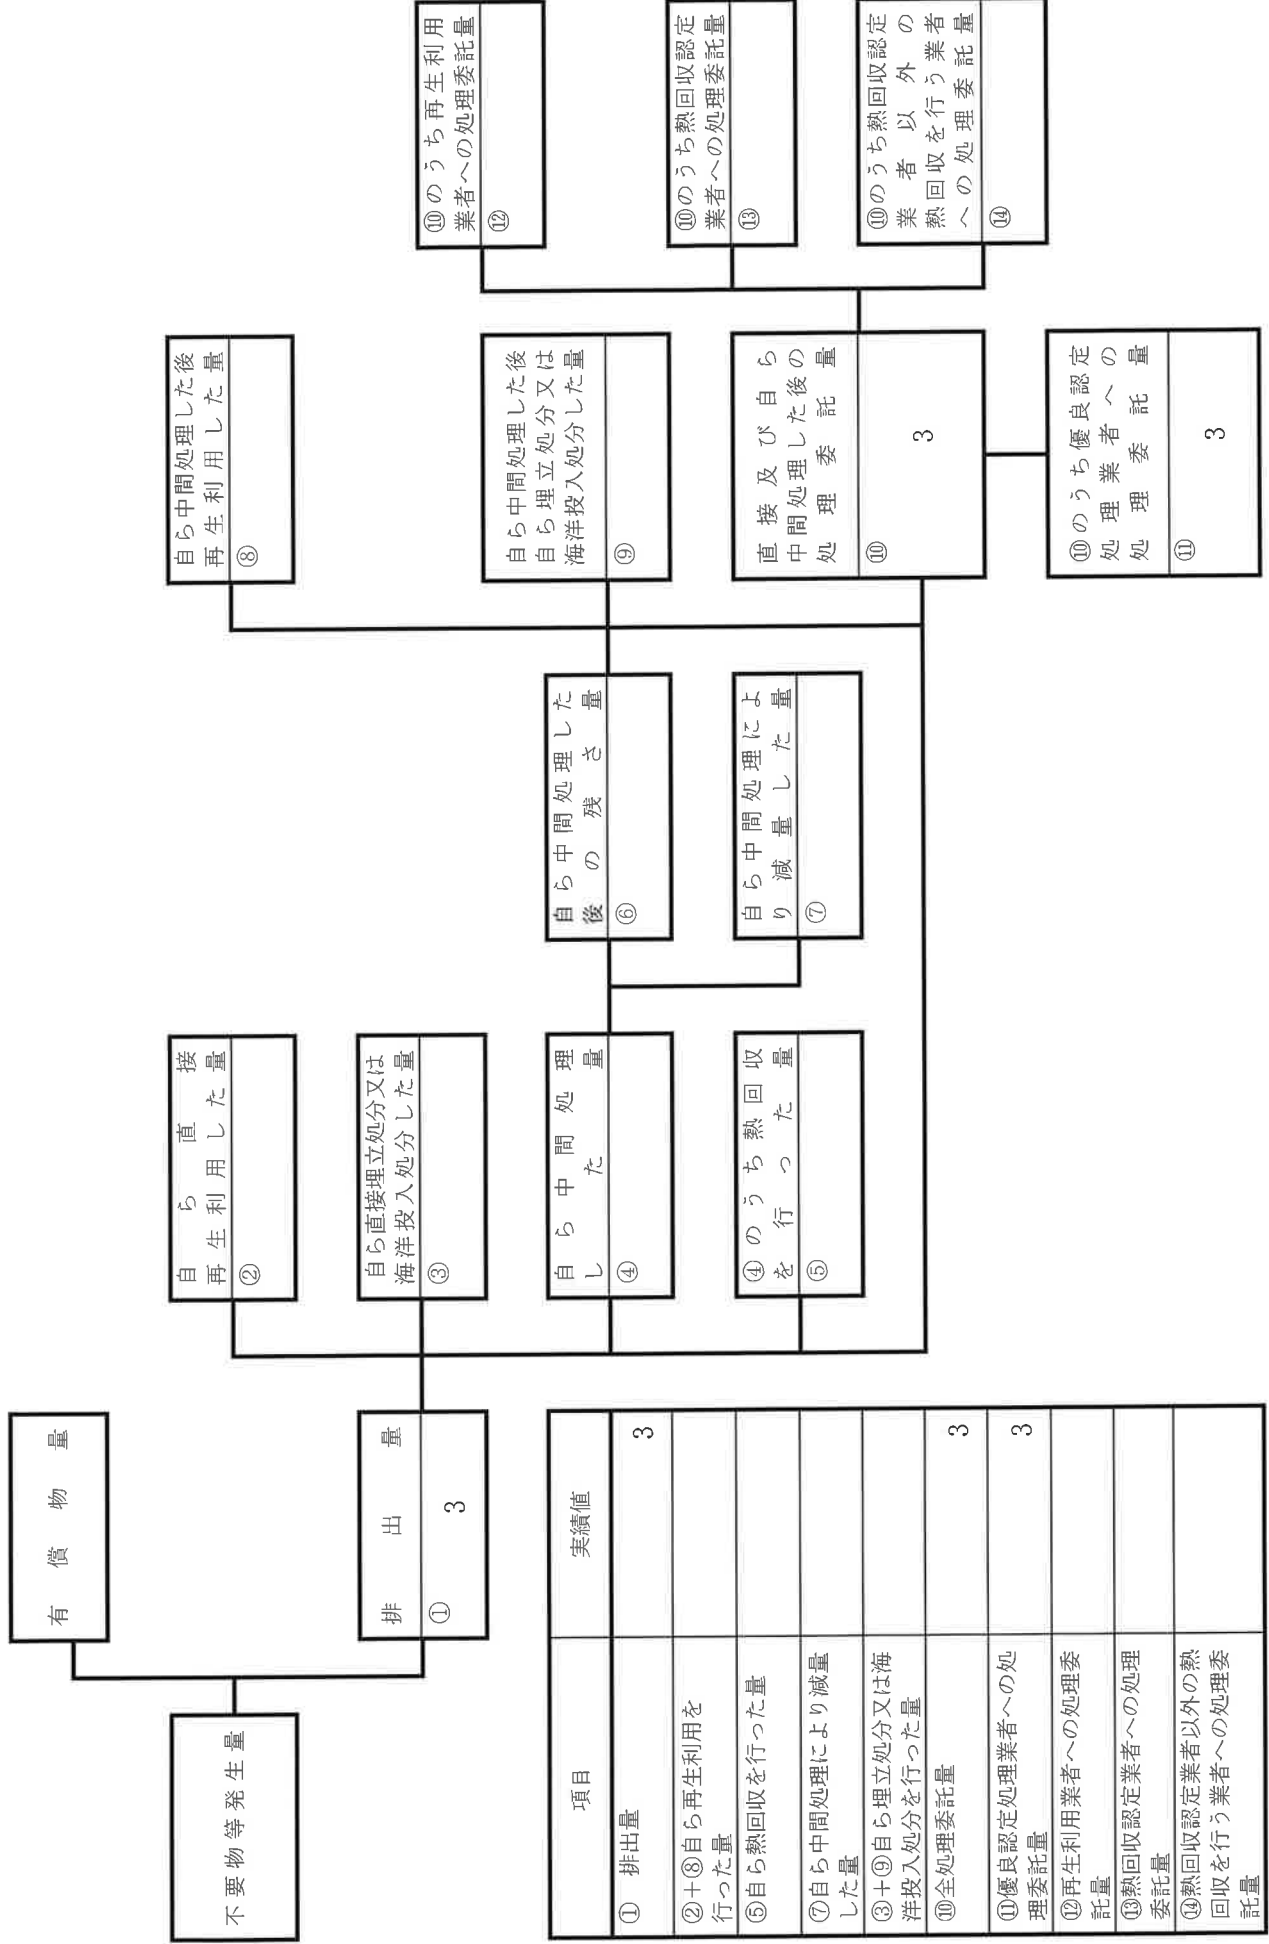 不要物等発生量
有償物量
排出量
①
3
自ら直接
再生利用した量
②
自ら直接埋立処分又は
海洋投入処分した量
③
自ら中間処理
した量
④
④のうち熱回収
を行った量
⑤
自ら中間処理した
後の残さ量
⑥
自ら中間処理によ
り減量した量
⑦
自ら中間処理した後
再生利用した量
⑧
自ら中間処理した後
自ら埋立処分又は
海洋投入処分した量
⑨
直接及び自ら
中間処理した後の
処理委託量
⑩
3
⑩のうち優良認定
処理業者への
処理委託量
⑪
3
⑩のうち再生利用
業者への処理委託量
⑫
⑩のうち熱回収認定
業者への処理委託量
⑬
⑩のうち熱回収認定
業者以外の
熱回収を行う業者
への処理委託量
⑭
項目 実績値
① 排出量 3
②+⑧自ら再生利用を
行った量
⑤自ら熱回収を行った量
⑦自ら中間処理により減量
した量
③+⑨自ら埋立処分又は海
洋投入処分を行った量
⑩全処理委託量 3
⑪優良認定処理業者への処
理委託量 3
⑫再生利用業者への処理委
託量
⑬熱回収認定業者への処理
委託量
⑭熱回収認定業者以外の熱
回収を行う業者への処理委
託量